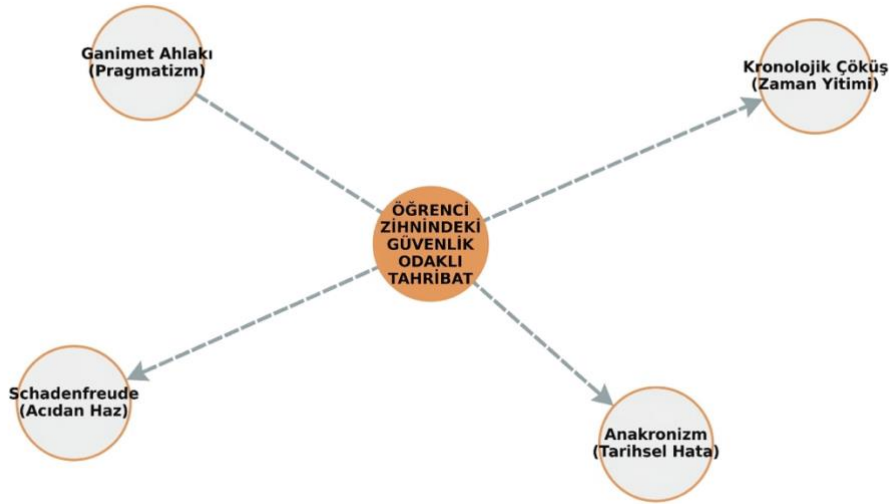 Ganimet Ahlakı
(Pragmatizm)
Kronolojik Çöküş
(Zaman Yitimi)
ÖĞRENCİ
ZİHNİNDEKİ
GÜVENLİK
ODAKLI
TAHRİBAT
Schadenfreude
(Acıdan Haz)
Anakronizm
(Tarihsel Hata)